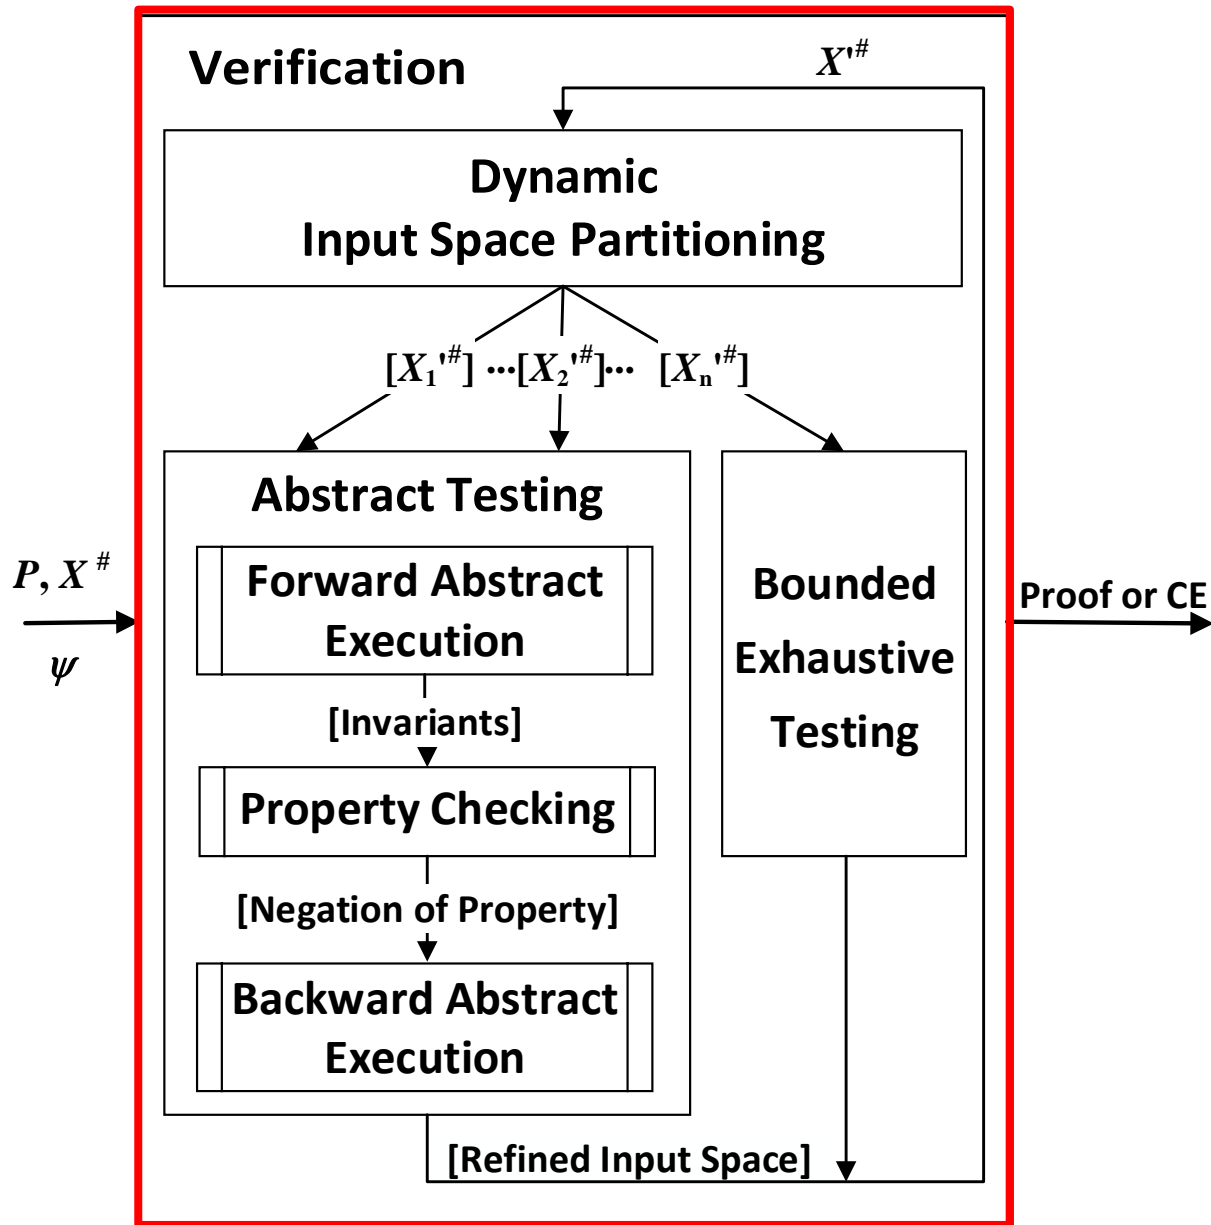 Verification
X'#
Dynamic
Input Space Partitioning
[X1'#] ···[X2'#]··· [Xn'#]
Abstract Testing
Forward Abstract
Execution
[Invariants]
Property Checking
[Negation of Property]
Backward Abstract
Execution
[Refined Input Space]
Bounded
Exhaustive
Testing
P, X #
ψ
Proof or CE